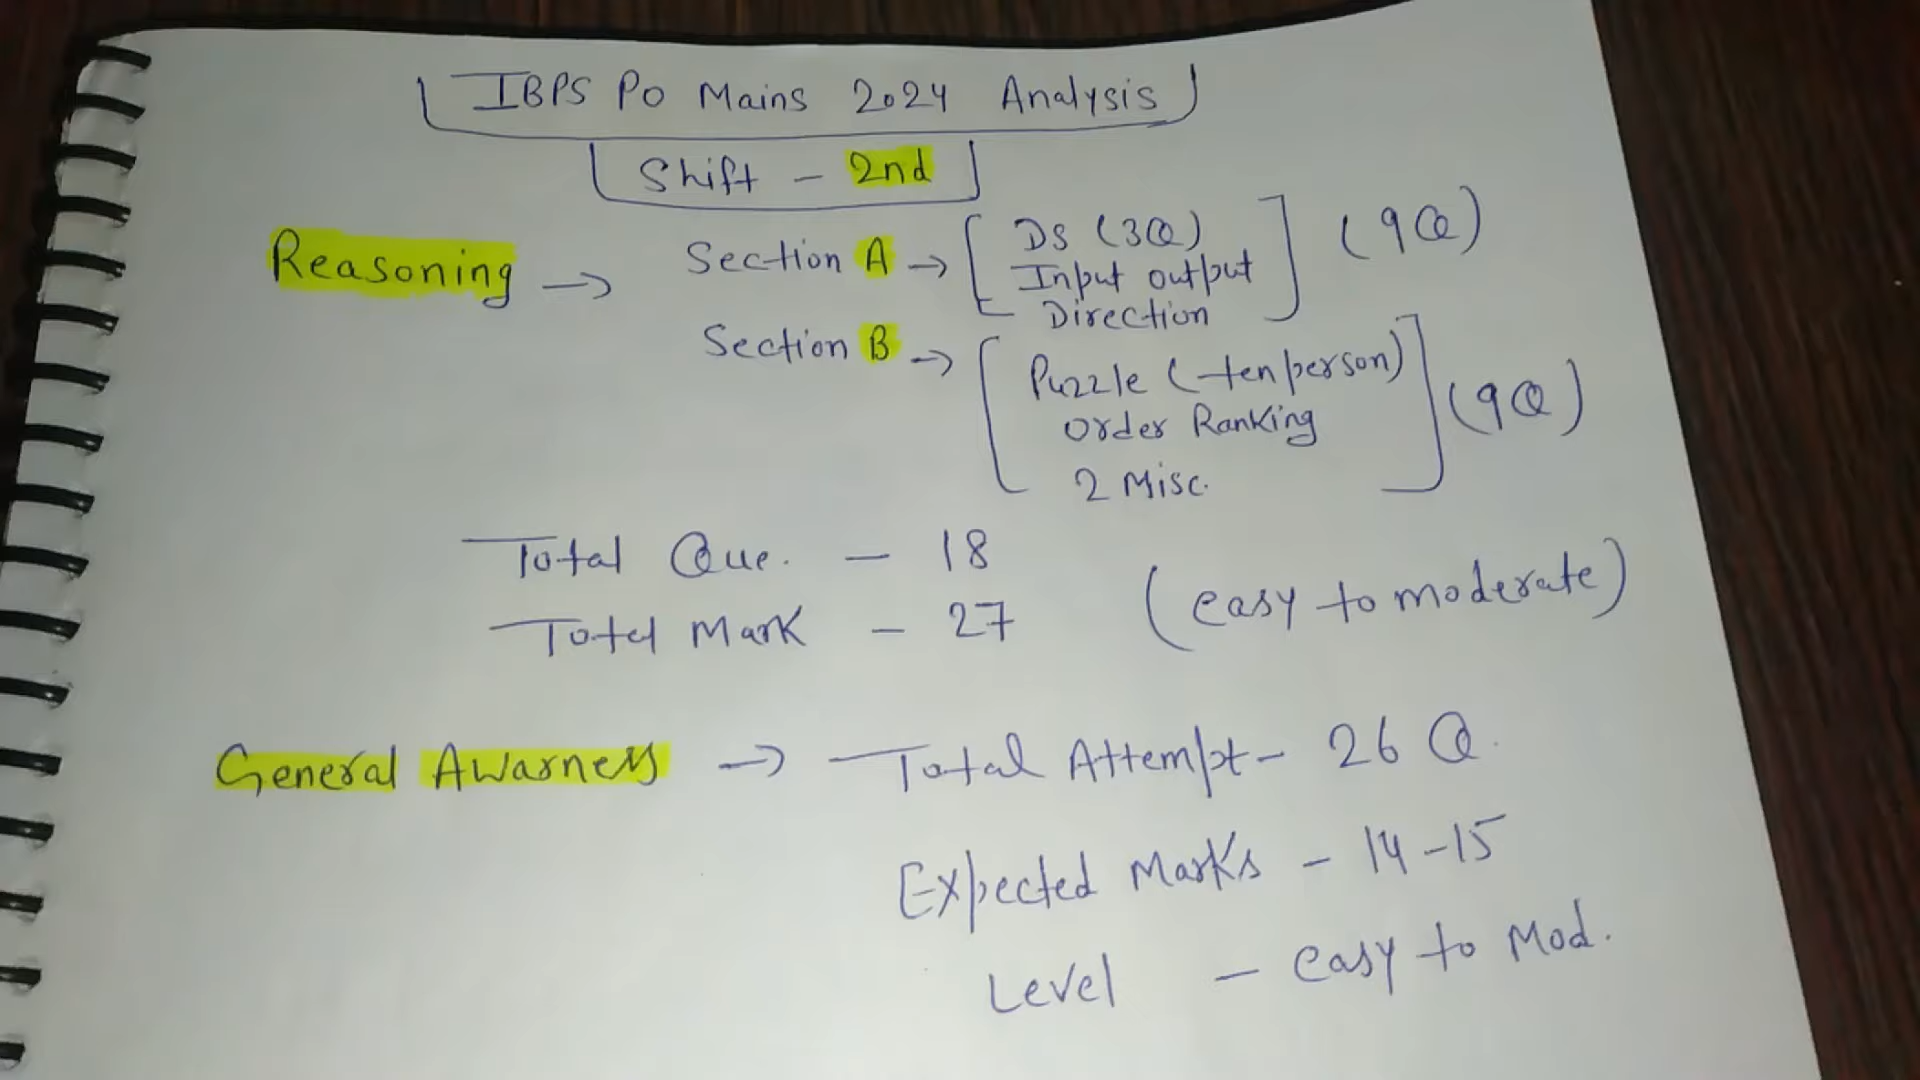 IBPS PO Mains 2024 Analysis
Shift - 2nd
Reasoning → Section A → [ DS (3Q)
Input output
Direction ] (9Q)
Section B → [ Puzzle (ten person)
Order Ranking
2 Misc. ] (9Q)
Total Que. - 18
Total Mark - 27 (easy to moderate)
General Awarness → Total Attempt - 26 Q.
Expected Marks - 14-15
Level - easy to Mod.